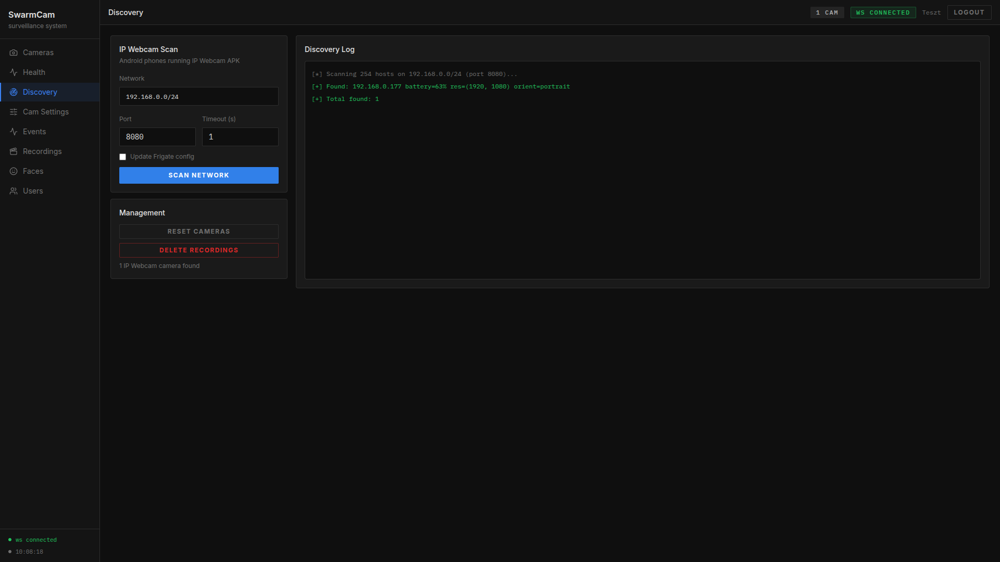 SwarmCam
surveillance system
Cameras
Health
Discovery
Cam Settings
Events
Recordings
Faces
Users
ws connected
10:08:18
Discovery
1 CAM
WS CONNECTED
Teszt
LOGOUT
IP Webcam Scan
Android phones running IP Webcam APK
Network
192.168.0.0/24
Port
Timeout (s)
8080
1
Update Frigate config
SCAN NETWORK
Management
RESET CAMERAS
DELETE RECORDINGS
1 IP Webcam camera found
Discovery Log
[*] Scanning 254 hosts on 192.168.0.0/24 (port 8080)...
[+] Found: 192.168.0.177 battery=63% res=(1920, 1080) orient=portrait
[+] Total found: 1